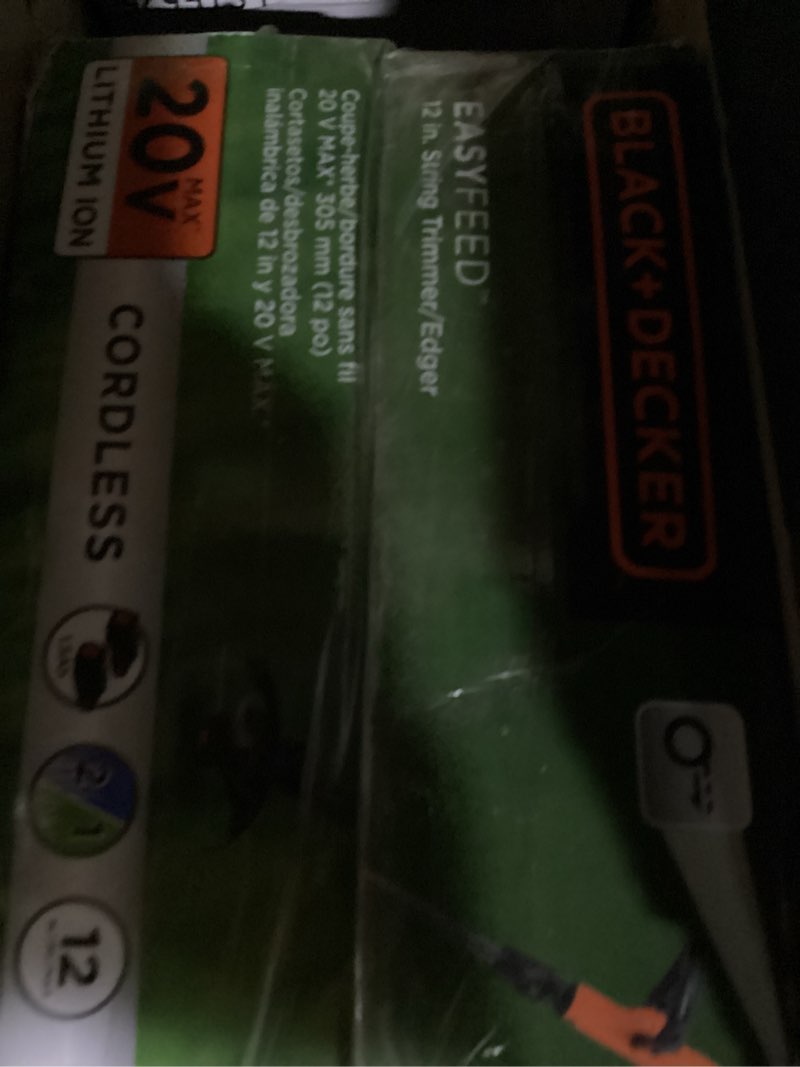 BLACK+DECKER
EASYFEED™
12 in. String Trimmer/Edger
Coupe-herbe/bordure sans fil
20 V MAX* 305 mm (12 po)
Cortasetos/desbrozadora
inalámbrica de 12 in y 20 V MAX*
20V MAX*
LITHIUM ION
CORDLESS
2
1
12